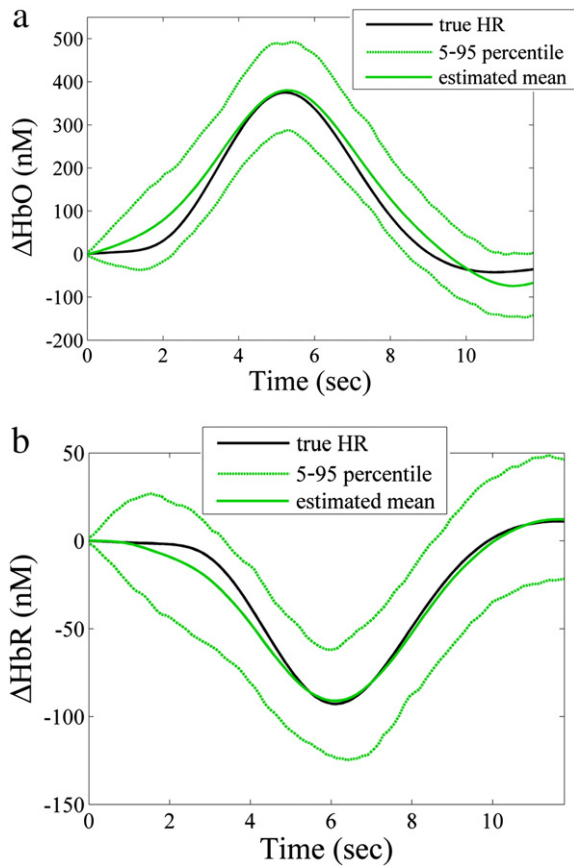 a
true HR
5-95 percentile
estimated mean
500
400
300
200
100
0
-100
-200
ΔHbO (nM)
0 2 4 6 8 10
Time (sec)
b
true HR
5-95 percentile
estimated mean
50
0
-50
-100
-150
ΔHbR (nM)
0 2 4 6 8 10
Time (sec)